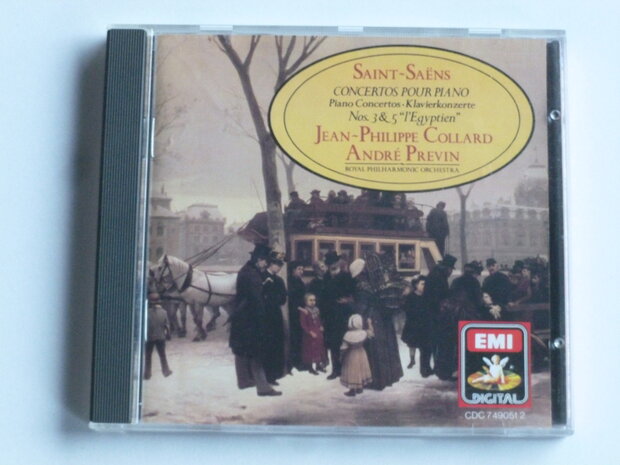 SAINT-SAËNS
CONCERTOS POUR PIANO
Piano Concertos · Klavierkonzerte
Nos. 3 & 5 "l'Egyptien"
JEAN-PHILIPPE COLLARD
ANDRÉ PREVIN
ROYAL PHILHARMONIC ORCHESTRA
EMI
DIGITAL
CDC 7 49051 2